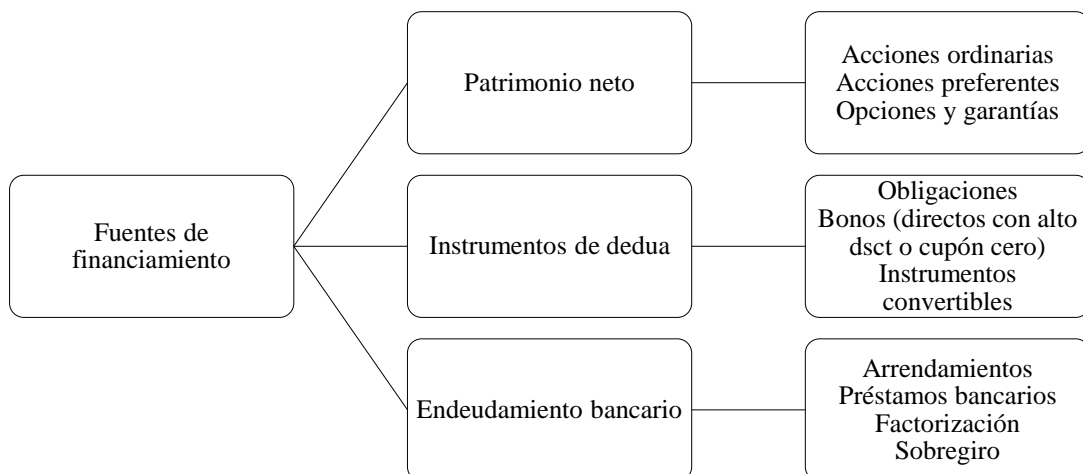 Fuentes de
financiamiento
Patrimonio neto
Acciones ordinarias
Acciones preferentes
Opciones y garantías
Instrumentos de dedua
Obligaciones
Bonos (directos con alto
dsct o cupón cero)
Instrumentos
convertibles
Endeudamiento bancario
Arrendamientos
Préstamos bancarios
Factorización
Sobregiro